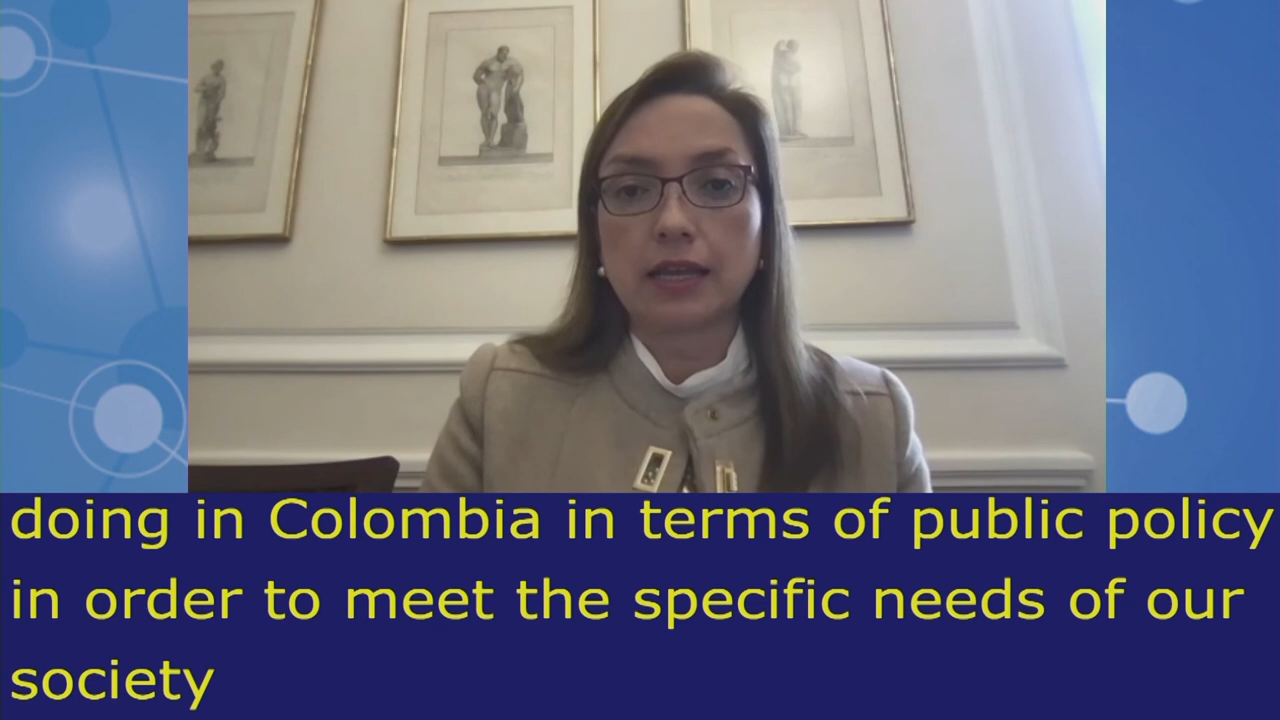 doing in Colombia in terms of public policy
in order to meet the specific needs of our
society